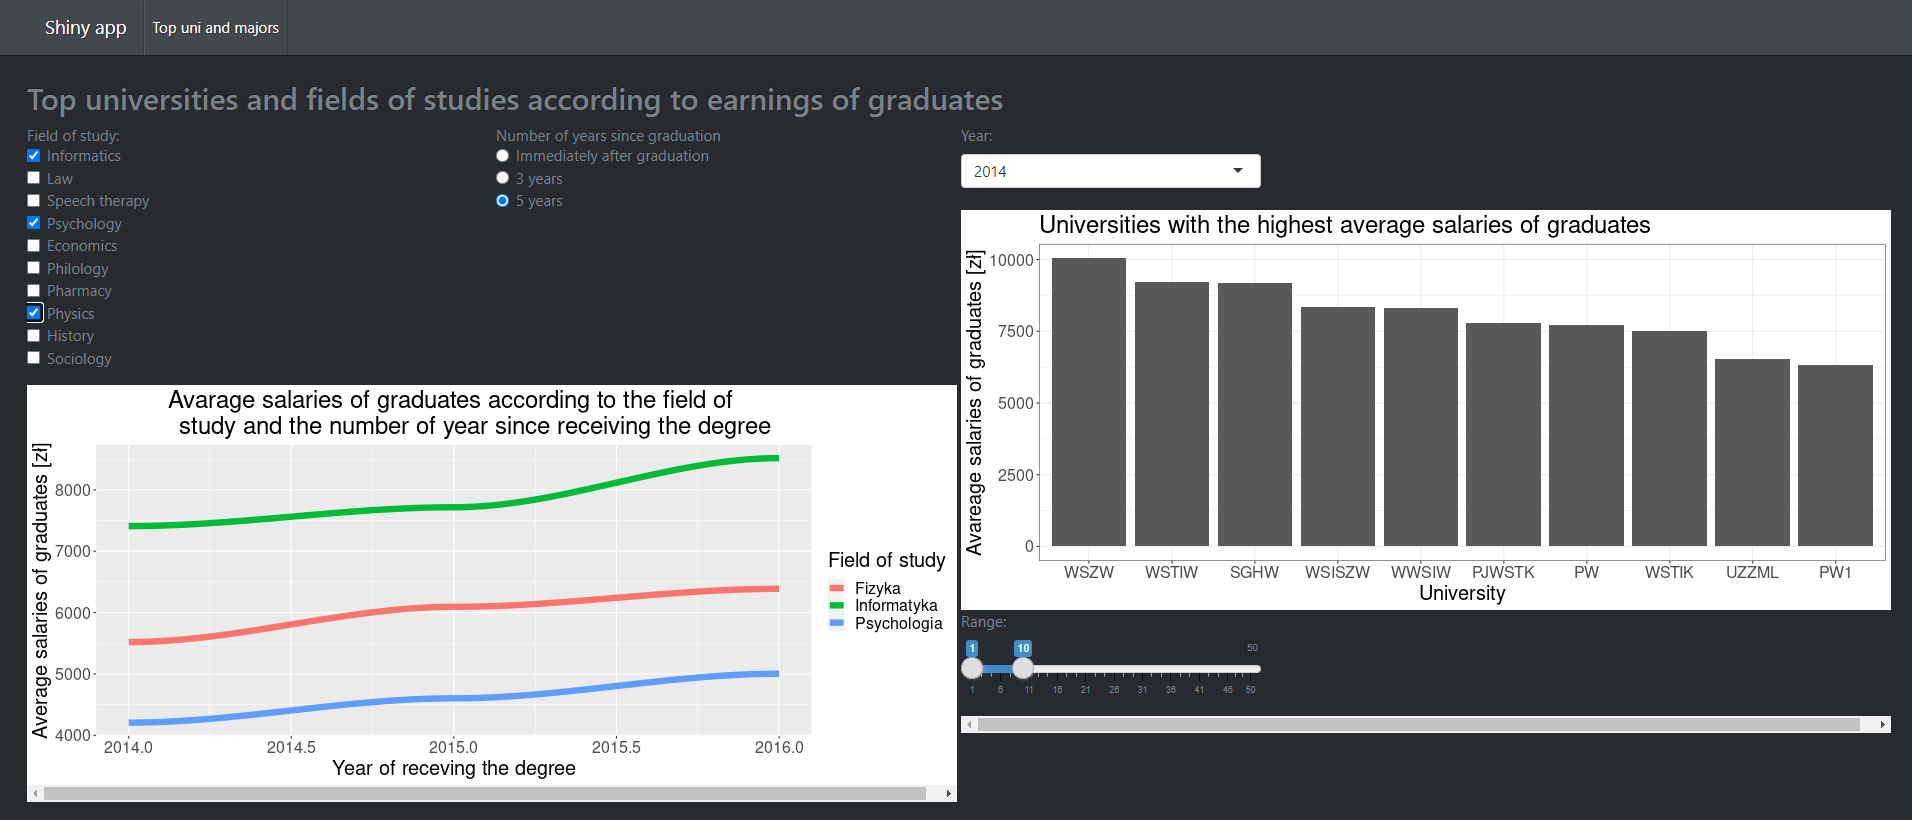 Shiny app
Top uni and majors
Top universities and fields of studies according to earnings of graduates
Field of study:
Informatics
Law
Speech therapy
Psychology
Economics
Philology
Pharmacy
Physics
History
Sociology
Number of years since graduation
Immediately after graduation
3 years
5 years
Avarage salaries of graduates according to the field of
study and the number of year since receiving the degree
Average salaries of graduates [zł]
8000
7000
6000
5000
4000
2014.0 2014.5 2015.0 2015.5 2016.0
Year of receving the degree
Field of study
Fizyka
Informatyka
Psychologia
Year:
2014
Universities with the highest average salaries of graduates
Avareage salaries of graduates [zł]
10000
7500
5000
2500
0
WSZW WSTIW SGHW WSISZW WWSIW PJWSTK PW WSTIK UZZML PW1
University
Range:
1 10 50
1 6 11 16 21 26 31 36 41 46 50